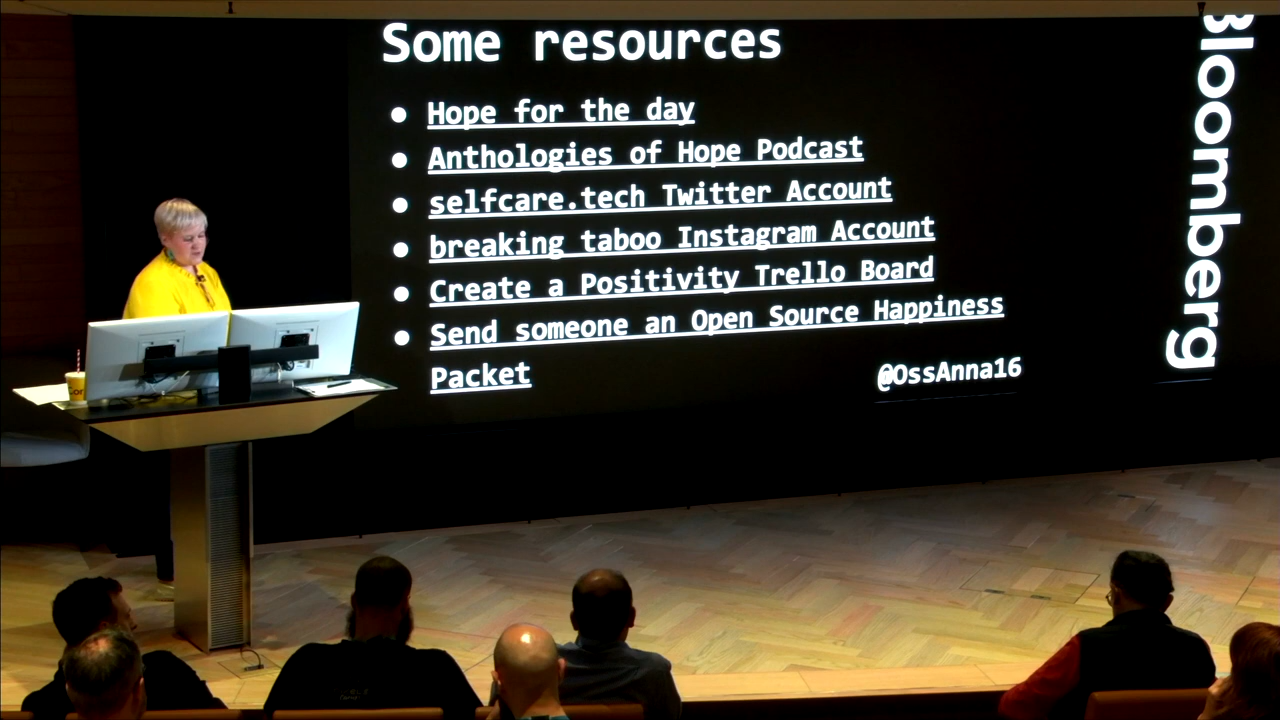 Some resources
Hope for the day
Anthologies of Hope Podcast
selfcare.tech Twitter Account
breaking taboo Instagram Account
Create a Positivity Trello Board
Send someone an Open Source Happiness
Packet
@OssAnna16
Bloomberg